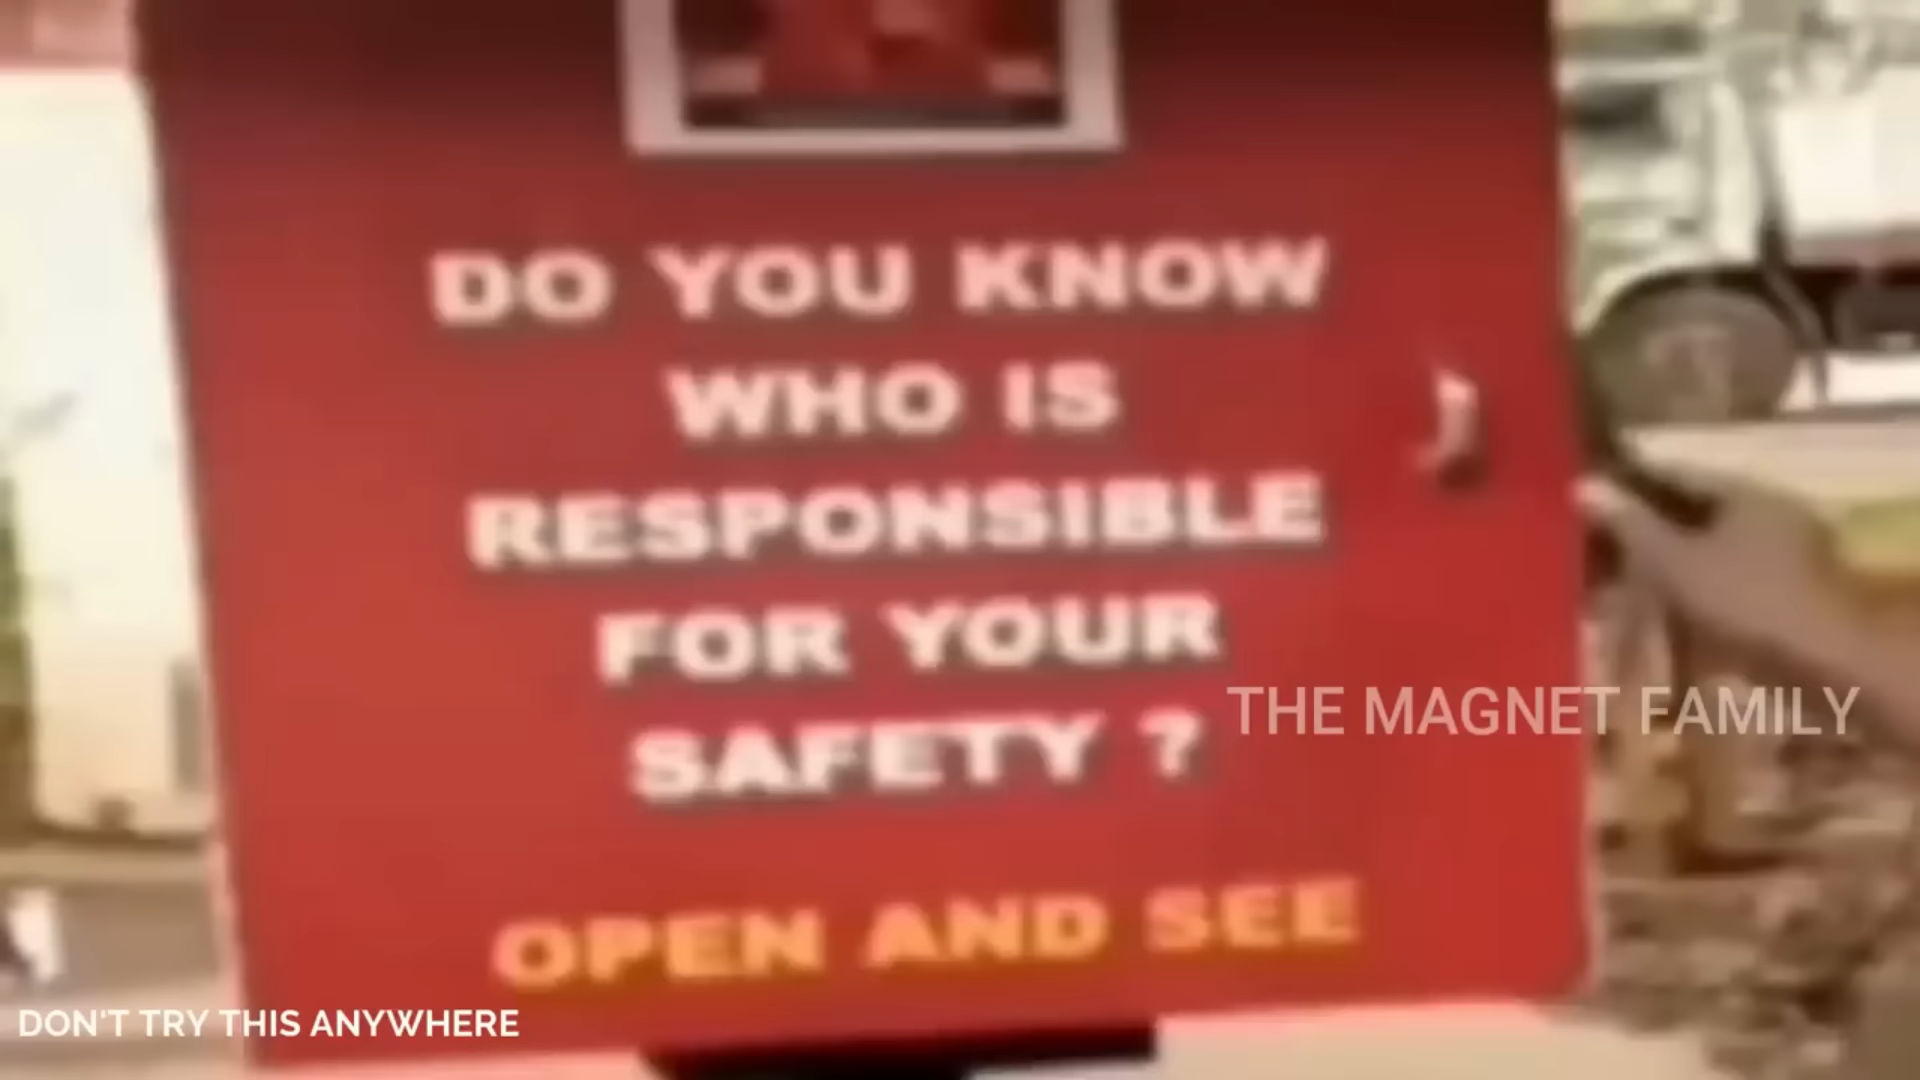 DO YOU KNOW
WHO IS
RESPONSIBLE
FOR YOUR
SAFETY ?
OPEN AND SEE
THE MAGNET FAMILY
DON'T TRY THIS ANYWHERE